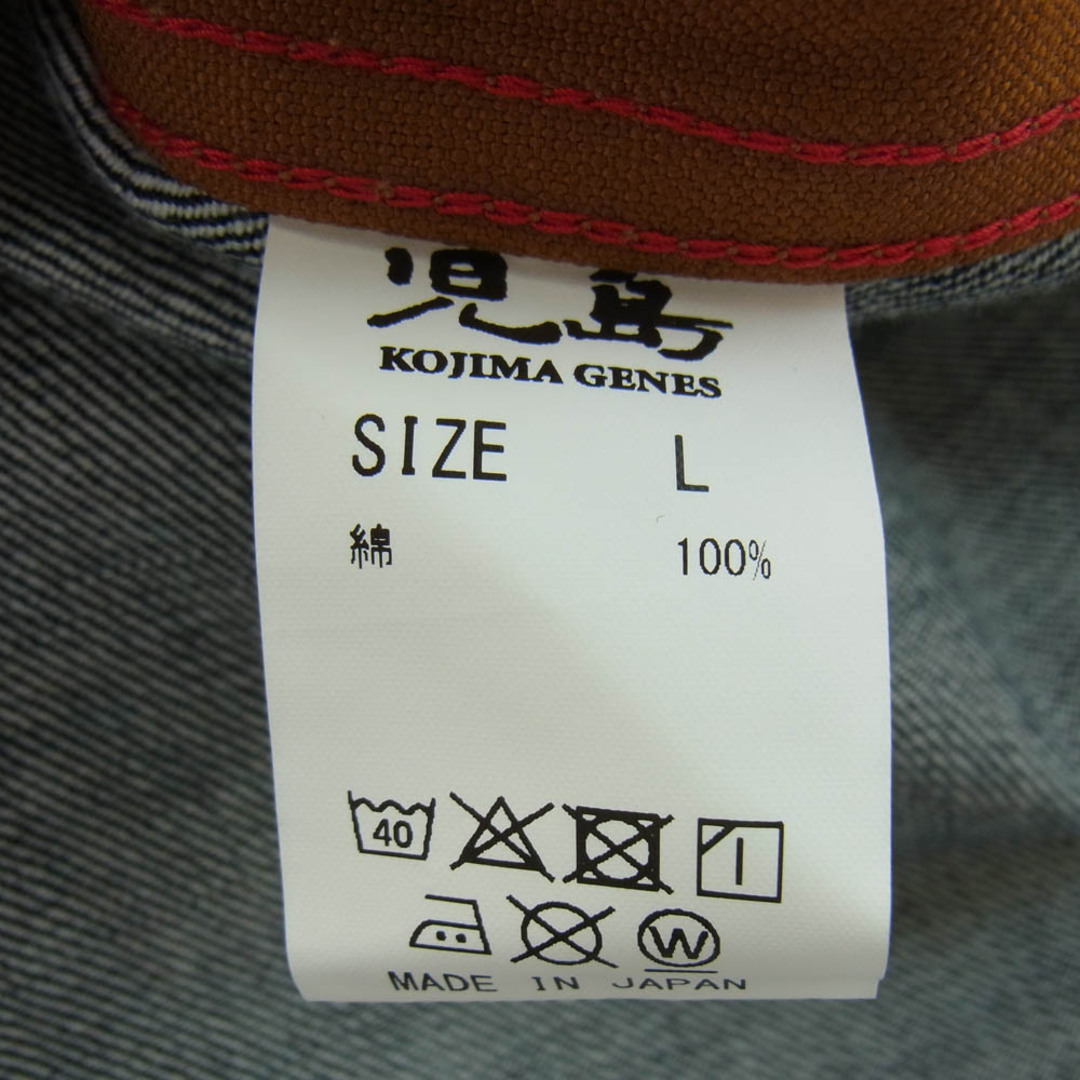 児島
KOJIMA GENES
SIZE L
綿 100%
40
W
MADE IN JAPAN